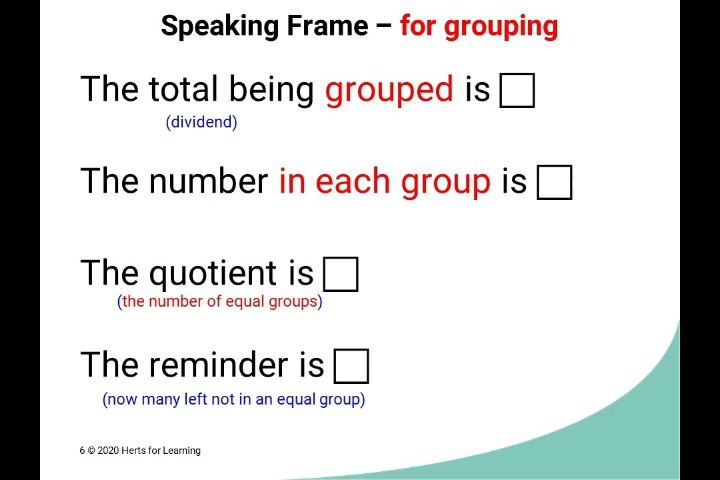 Speaking Frame – for grouping
The total being grouped is
(dividend)
The number in each group is
The quotient is
(the number of equal groups)
The reminder is
(now many left not in an equal group)
6 © 2020 Herts for Learning